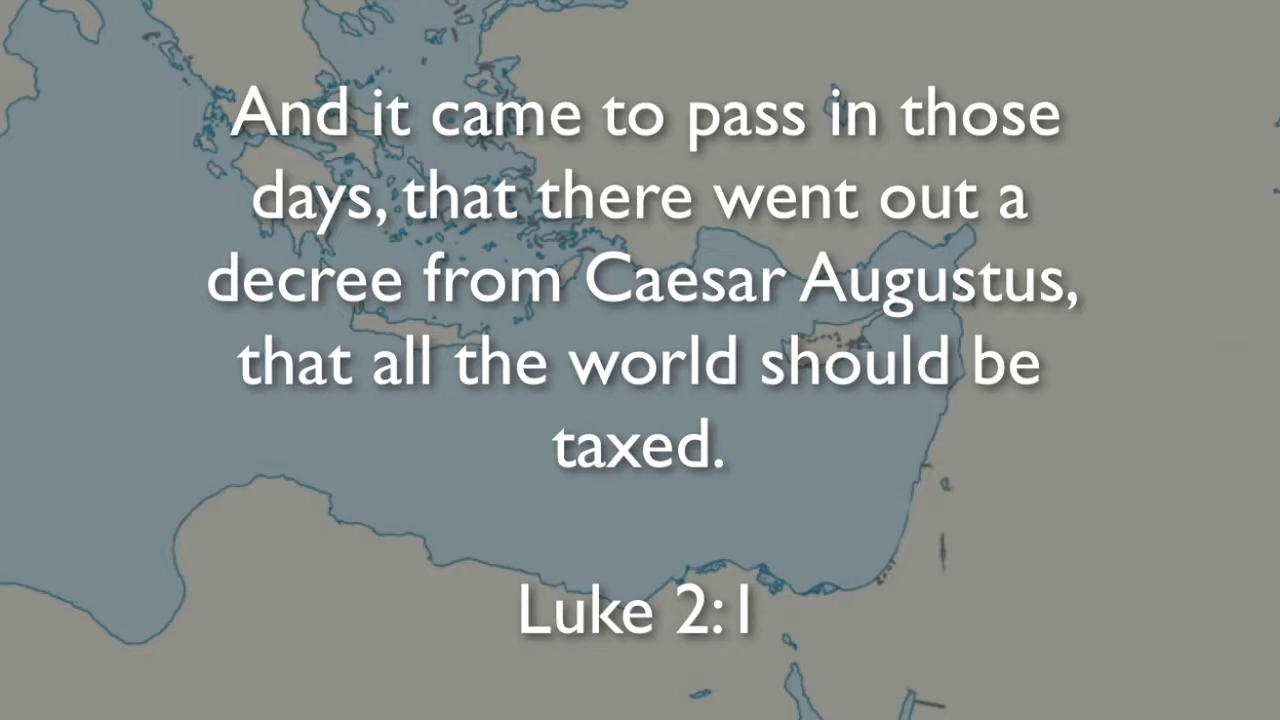 And it came to pass in those
days, that there went out a
decree from Caesar Augustus,
that all the world should be
taxed.
Luke 2:1